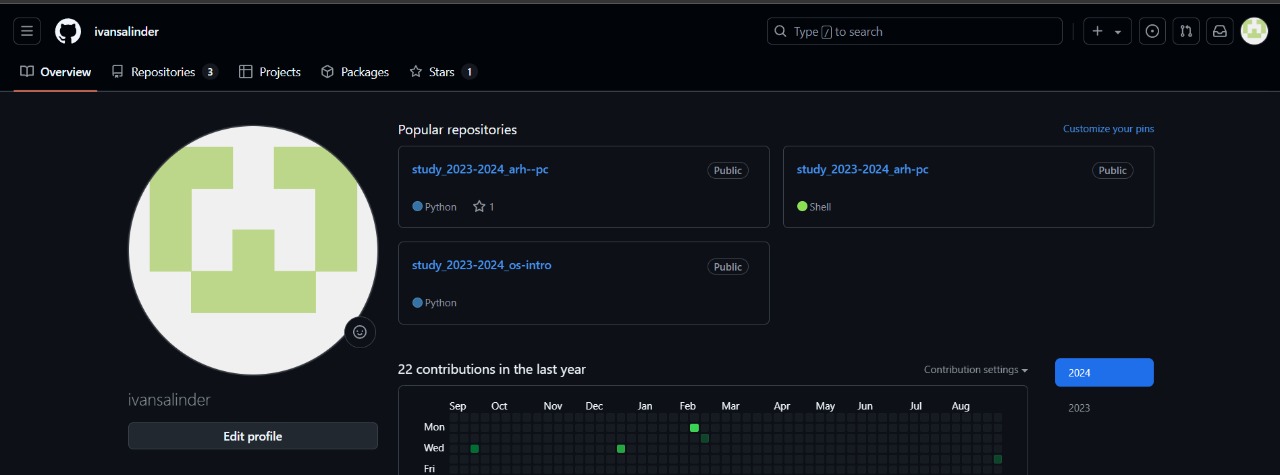 ivansalinder
Type / to search
Overview
Repositories 3
Projects
Packages
Stars 1
Popular repositories
Customize your pins
study_2023-2024_arh--pc
Public
Python
1
study_2023-2024_arh-pc
Public
Shell
study_2023-2024_os-intro
Public
Python
22 contributions in the last year
Contribution settings
2024
2023
Sep Oct Nov Dec Jan Feb Mar Apr May Jun Jul Aug
Mon
Wed
Fri
ivansalinder
Edit profile